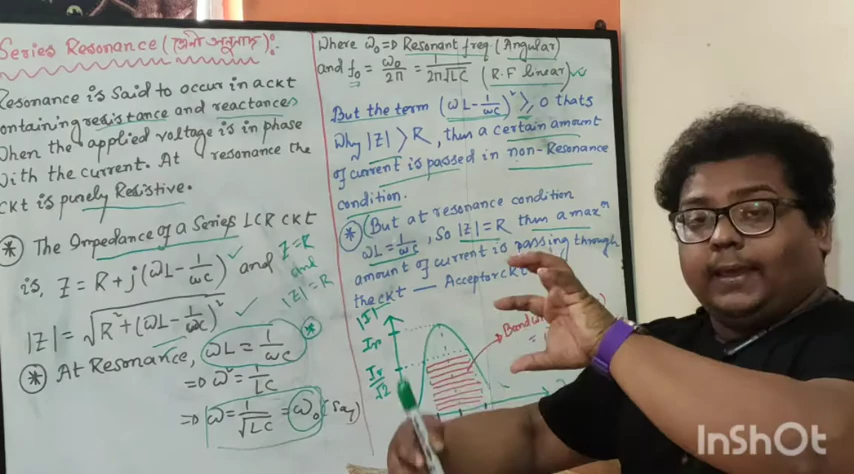 Series Resonance (শ্রেণী অনুনাদ):
Resonance is said to occur in a ckt
containing resistance and reactances
When the applied voltage is in phase
with the current. At resonance the
ckt is purely Resistive.
* The Impedance of a Series LCR CKT
is, Z = R + j(ωL - 1/ωc) and Z = R
and
|Z| = √(R² + (ωL - 1/ωc)²) |Z| = R
* At Resonance, ωL = 1/ωc *
=> ω² = 1/LC
=> ω = 1/√LC = ω₀ (say)
Where ω₀ => Resonant freq (Angular)
and f₀ = ω₀/2π = 1/2π√LC (R.F linear)
But the term (ωL - 1/ωc)² ≥ 0 thats
Why |Z| > R, then a certain amount
of current is passed in non-Resonance
condition.
* (But at resonance condition
ωL = 1/ωc, So |Z| = R then a maxᵐ
amount of current is passing through
the ckt — Acceptor ckt
|I|
Ir
Ir/√2
InShOt